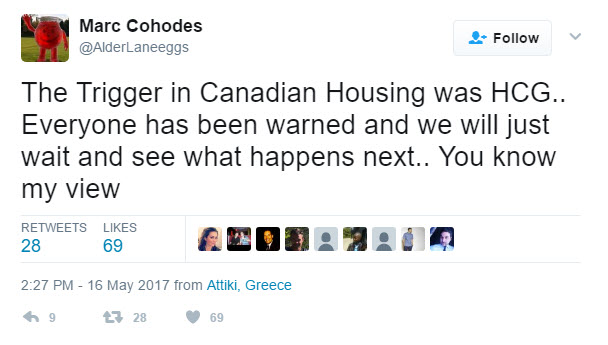 Marc Cohodes
@AlderLaneeggs
Follow
The Trigger in Canadian Housing was HCG..
Everyone has been warned and we will just
wait and see what happens next.. You know
my view
RETWEETS LIKES
28 69
2:27 PM - 16 May 2017 from Attiki, Greece
9 28 69